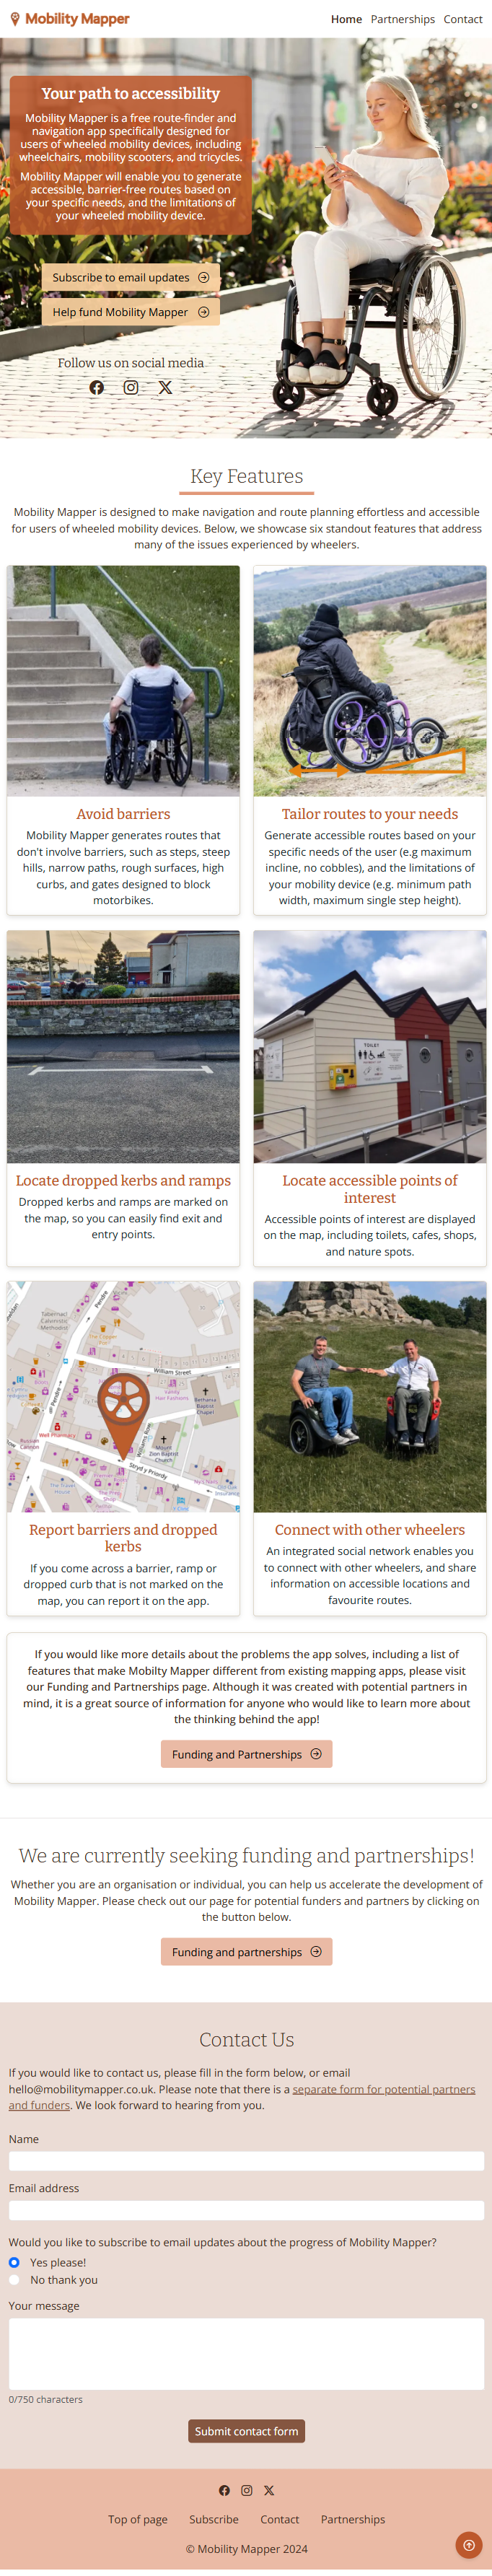 Mobility Mapper
Home Partnerships Contact
Your path to accessibility
Mobility Mapper is a free route-finder and
navigation app specifically designed for
users of wheeled mobility devices, including
wheelchairs, mobility scooters, and tricycles.
Mobility Mapper will enable you to generate
accessible, barrier-free routes based on
your specific needs, and the limitations of
your wheeled mobility device.
Subscribe to email updates
Help fund Mobility Mapper
Follow us on social media
Key Features
Mobility Mapper is designed to make navigation and route planning effortless and accessible
for users of wheeled mobility devices. Below, we showcase six standout features that address
many of the issues experienced by wheelers.
Avoid barriers
Mobility Mapper generates routes that
don't involve barriers, such as steps, steep
hills, narrow paths, rough surfaces, high
curbs, and gates designed to block
motorbikes.
Tailor routes to your needs
Generate accessible routes based on your
specific needs of the user (e.g maximum
incline, no cobbles), and the limitations of
your mobility device (e.g. minimum path
width, maximum single step height).
TOILET
Locate dropped kerbs and ramps
Dropped kerbs and ramps are marked on
the map, so you can easily find exit and
entry points.
Locate accessible points of
interest
Accessible points of interest are displayed
on the map, including toilets, cafes, shops,
and nature spots.
Tabernacl
Calvinistic
Methodist
Pendre
William Street
Bethania
Baptist
Chapel
Well Pharmacy
Russian
Cannon
Mount
Zion Baptist
Church
Stryd y Priordy
Report barriers and dropped
kerbs
If you come across a barrier, ramp or
dropped curb that is not marked on the
map, you can report it on the app.
Connect with other wheelers
An integrated social network enables you
to connect with other wheelers, and share
information on accessible locations and
favourite routes.
If you would like more details about the problems the app solves, including a list of
features that make Mobilty Mapper different from existing mapping apps, please visit
our Funding and Partnerships page. Although it was created with potential partners in
mind, it is a great source of information for anyone who would like to learn more about
the thinking behind the app!
Funding and Partnerships
We are currently seeking funding and partnerships!
Whether you are an organisation or individual, you can help us accelerate the development of
Mobility Mapper. Please check out our page for potential funders and partners by clicking on
the button below.
Funding and partnerships
Contact Us
If you would like to contact us, please fill in the form below, or email
hello@mobilitymapper.co.uk. Please note that there is a separate form for potential partners
and funders. We look forward to hearing from you.
Name
Email address
Would you like to subscribe to email updates about the progress of Mobility Mapper?
Yes please!
No thank you
Your message
0/750 characters
Submit contact form
Top of page Subscribe Contact Partnerships
© Mobility Mapper 2024